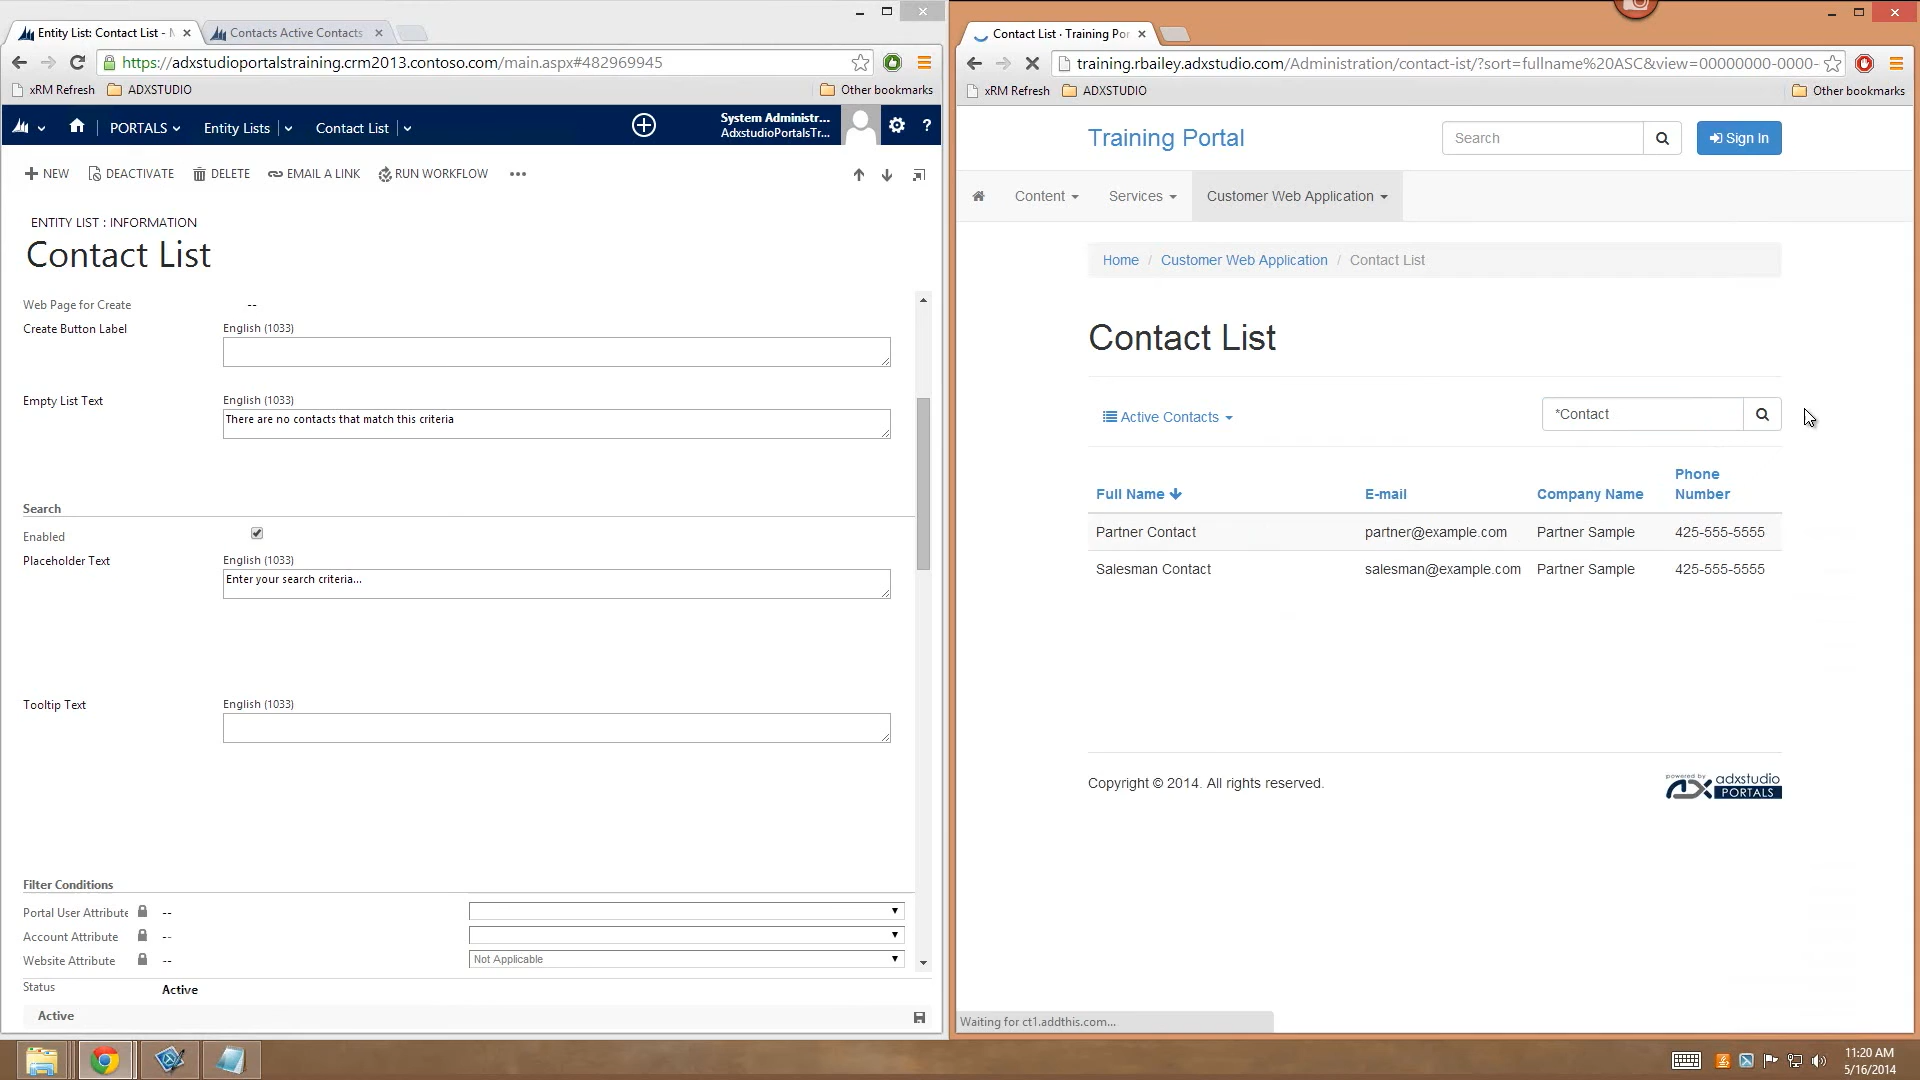 Entity List: Contact List - M
Contacts Active Contacts
https://adxstudioportalstraining.crm2013.contoso.com/main.aspx#482969945
xRM Refresh
ADXSTUDIO
Other bookmarks
PORTALS
Entity Lists
Contact List
System Administr...
AdxstudioPortalsTr...
?
NEW
DEACTIVATE
DELETE
EMAIL A LINK
RUN WORKFLOW
ENTITY LIST : INFORMATION
Contact List
Web Page for Create
--
Create Button Label
English (1033)
Empty List Text
English (1033)
There are no contacts that match this criteria
Search
Enabled
Placeholder Text
English (1033)
Enter your search criteria...
Tooltip Text
English (1033)
Filter Conditions
Portal User Attribute
--
Account Attribute
--
Website Attribute
--
Not Applicable
Status
Active
Active
Contact List · Training Por
training.rbailey.adxstudio.com/Administration/contact-ist/?sort=fullname%20ASC&view=00000000-0000-
xRM Refresh
ADXSTUDIO
Other bookmarks
Training Portal
Search
Sign In
Content
Services
Customer Web Application
Home / Customer Web Application / Contact List
Contact List
Active Contacts
*Contact
Full Name
E-mail
Company Name
Phone Number
Partner Contact
partner@example.com
Partner Sample
425-555-5555
Salesman Contact
salesman@example.com
Partner Sample
425-555-5555
Copyright © 2014. All rights reserved.
powered by
adxstudio
PORTALS
Waiting for ct1.addthis.com...
11:20 AM
5/16/2014